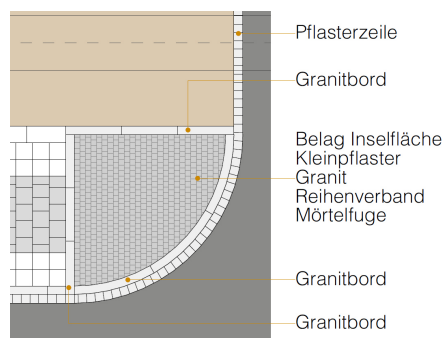 Pflasterzeile
Granitbord
Belag Inselfläche
Kleinpflaster
Granit
Reihenverband
Mörtelfuge
Granitbord
Granitbord